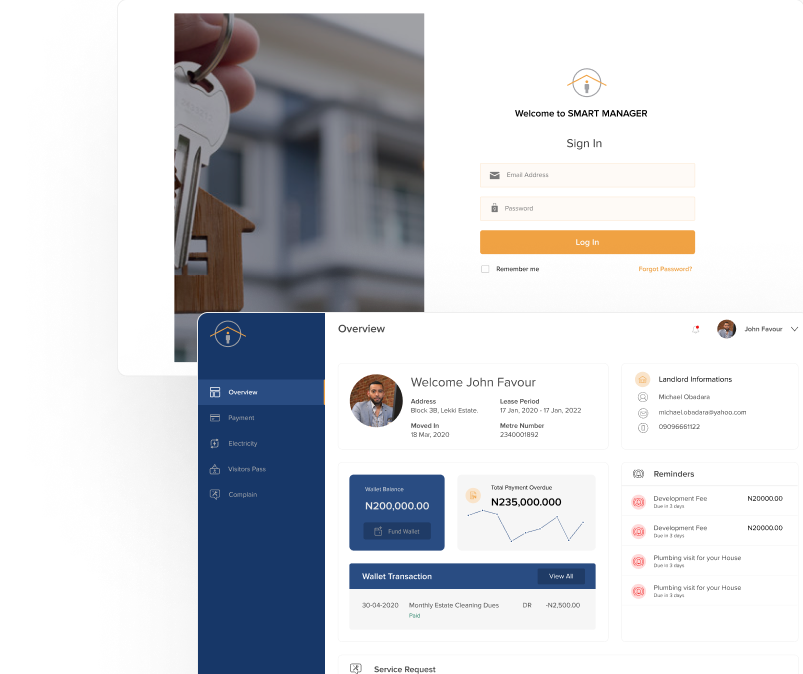 Welcome to SMART MANAGER
Sign In
Email Address
Password
Log In
Remember me
Forgot Password?
Overview
John Favour
Overview
Payment
Electricity
Visitors Pass
Complain
Welcome John Favour
Address
Block 3B, Lekki Estate.
Lease Period
17 Jan, 2020 - 17 Jan, 2022
Moved In
18 Mar, 2020
Metre Number
2340001892
Landlord Informations
Michael Obadara
michael.obadara@yahoo.com
09096661122
Wallet Balance
N200,000.00
Fund Wallet
Total Payment Overdue
N235,000.000
Wallet Transaction
View All
30-04-2020 Monthly Estate Cleaning Dues DR -N2,500.00
Paid
Reminders
Development Fee N20000.00
Due in 3 days
Development Fee N20000.00
Due in 3 days
Plumbing visit for your House
Due in 3 days
Plumbing visit for your House
Due in 3 days
Service Request